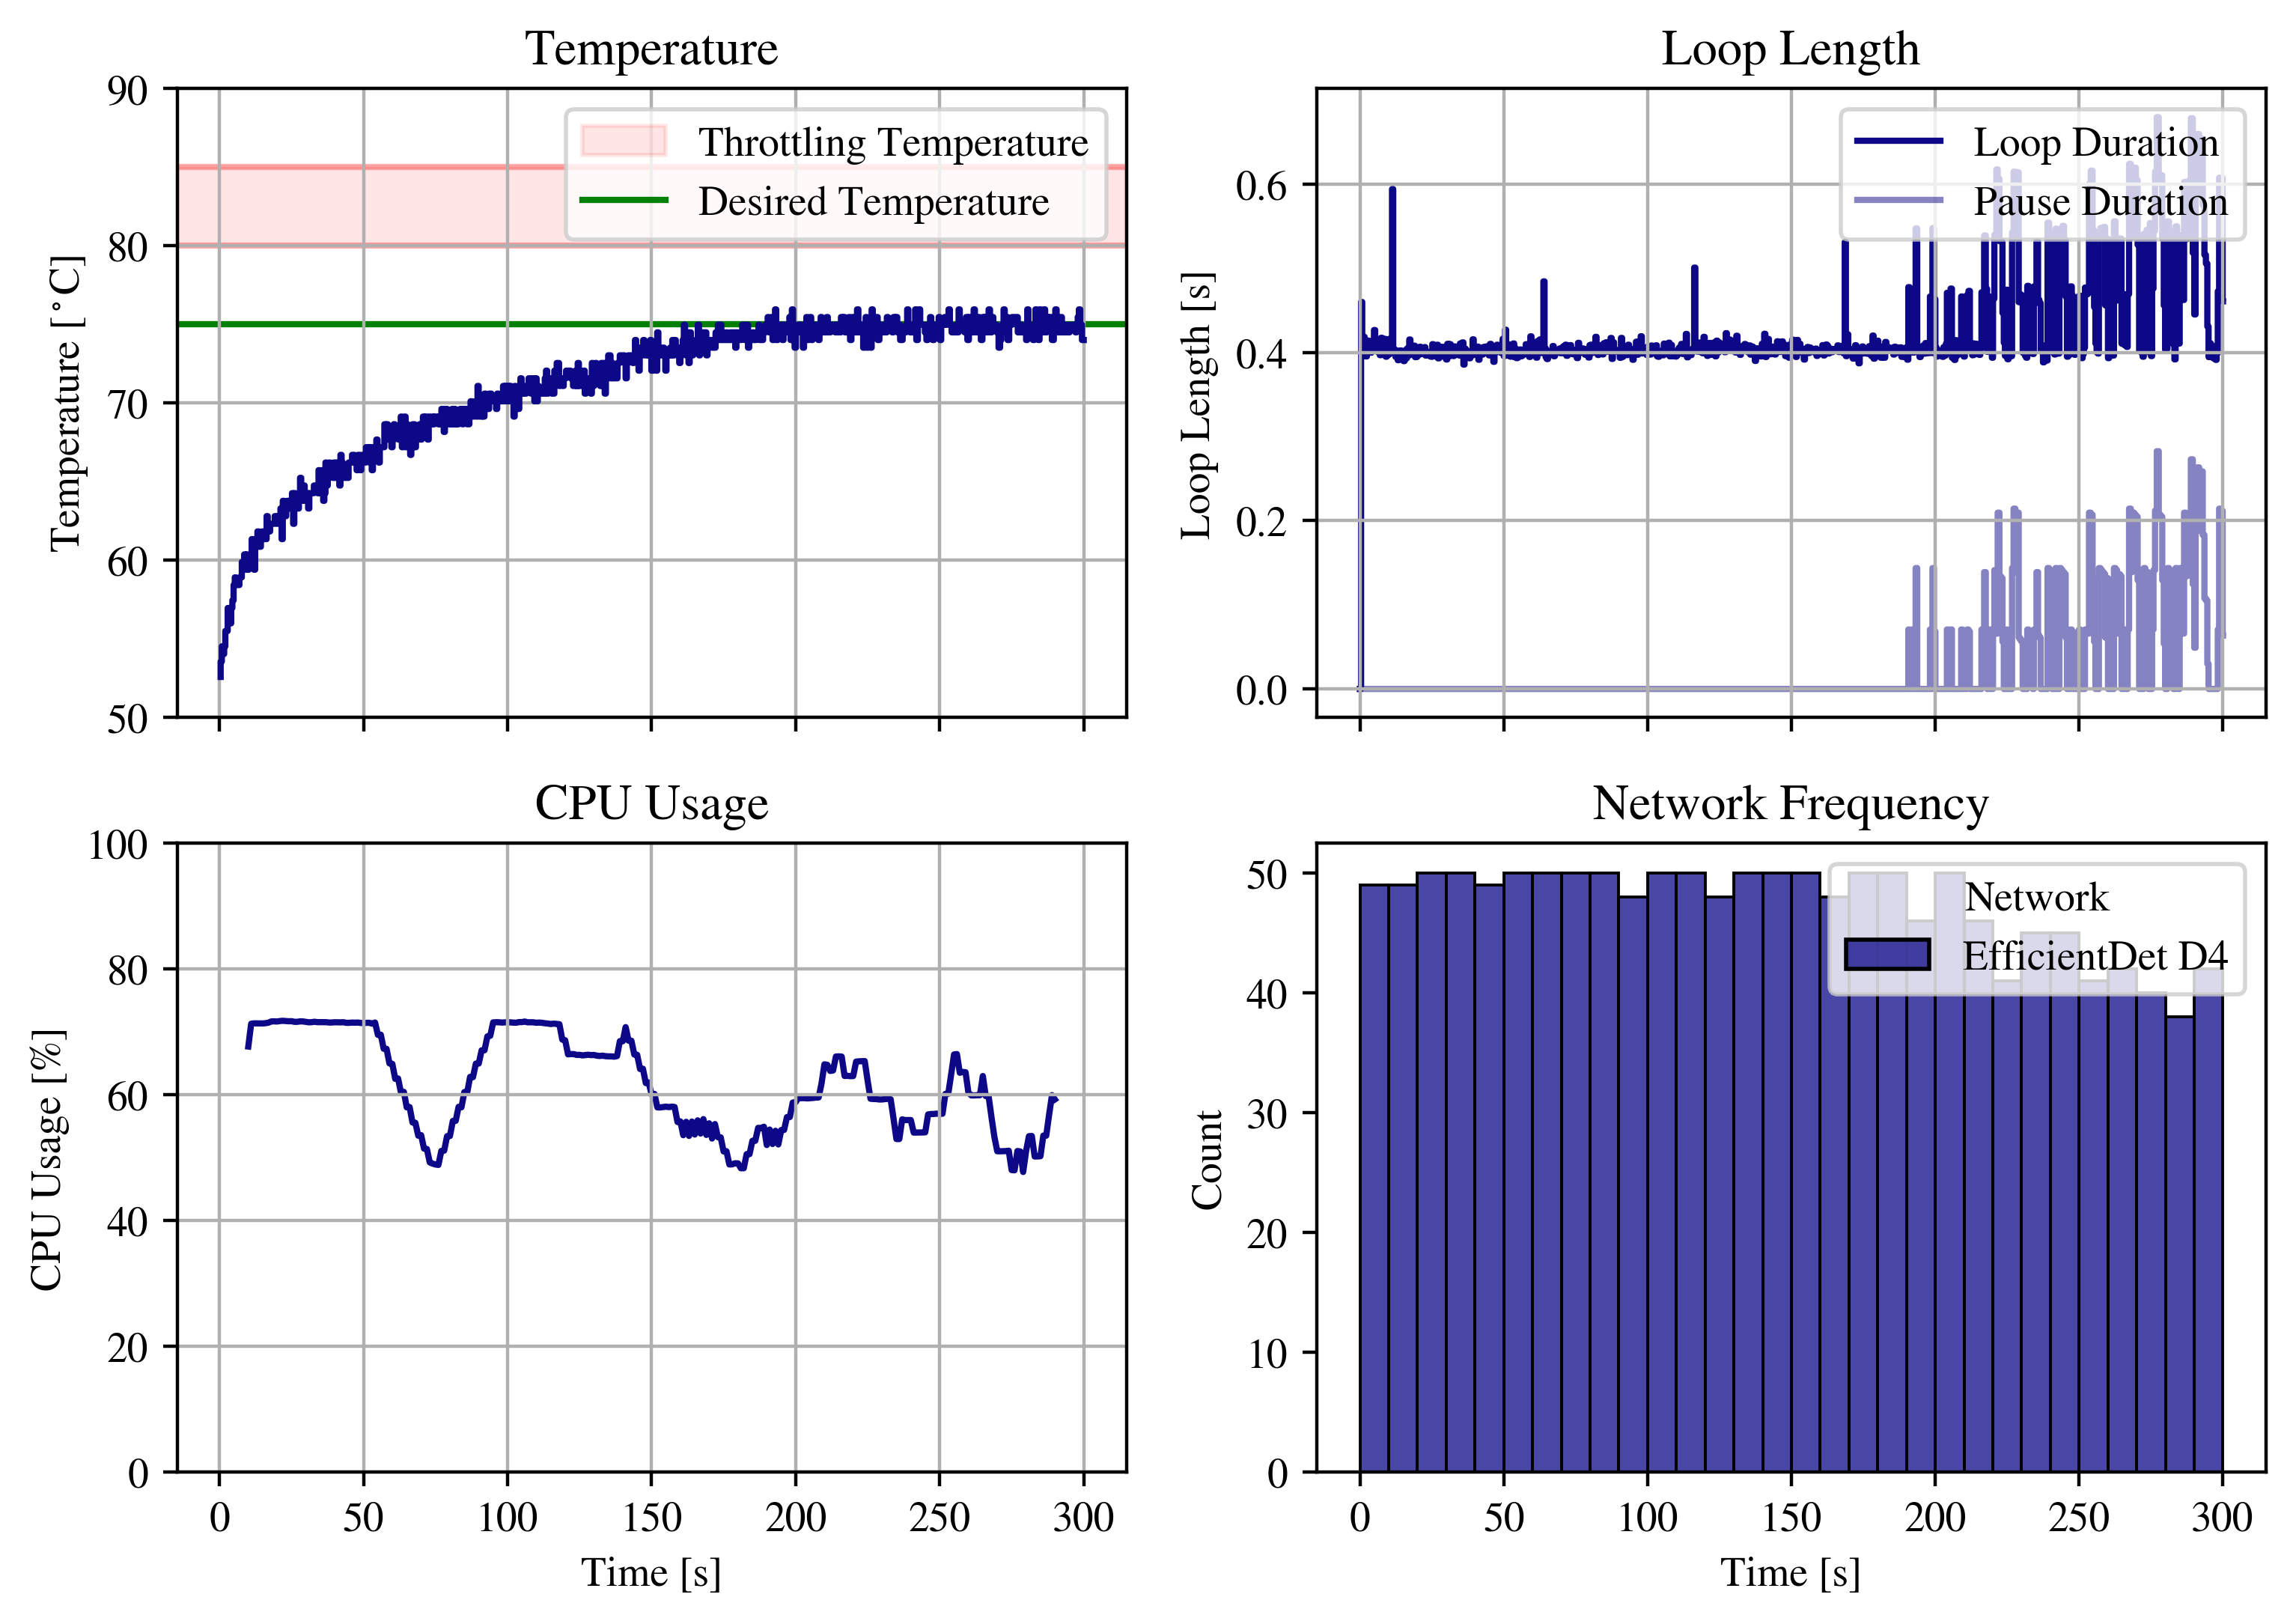 Temperature
90
80
70
60
50
Temperature [°C]
Throttling Temperature
Desired Temperature
Loop Length
0.6
0.4
0.2
0.0
Loop Length [s]
Loop Duration
Pause Duration
CPU Usage
100
80
60
40
20
0
CPU Usage [%]
0 50 100 150 200 250 300
Time [s]
Network Frequency
50
40
30
20
10
0
Count
Network
EfficientDet D4
0 50 100 150 200 250 300
Time [s]